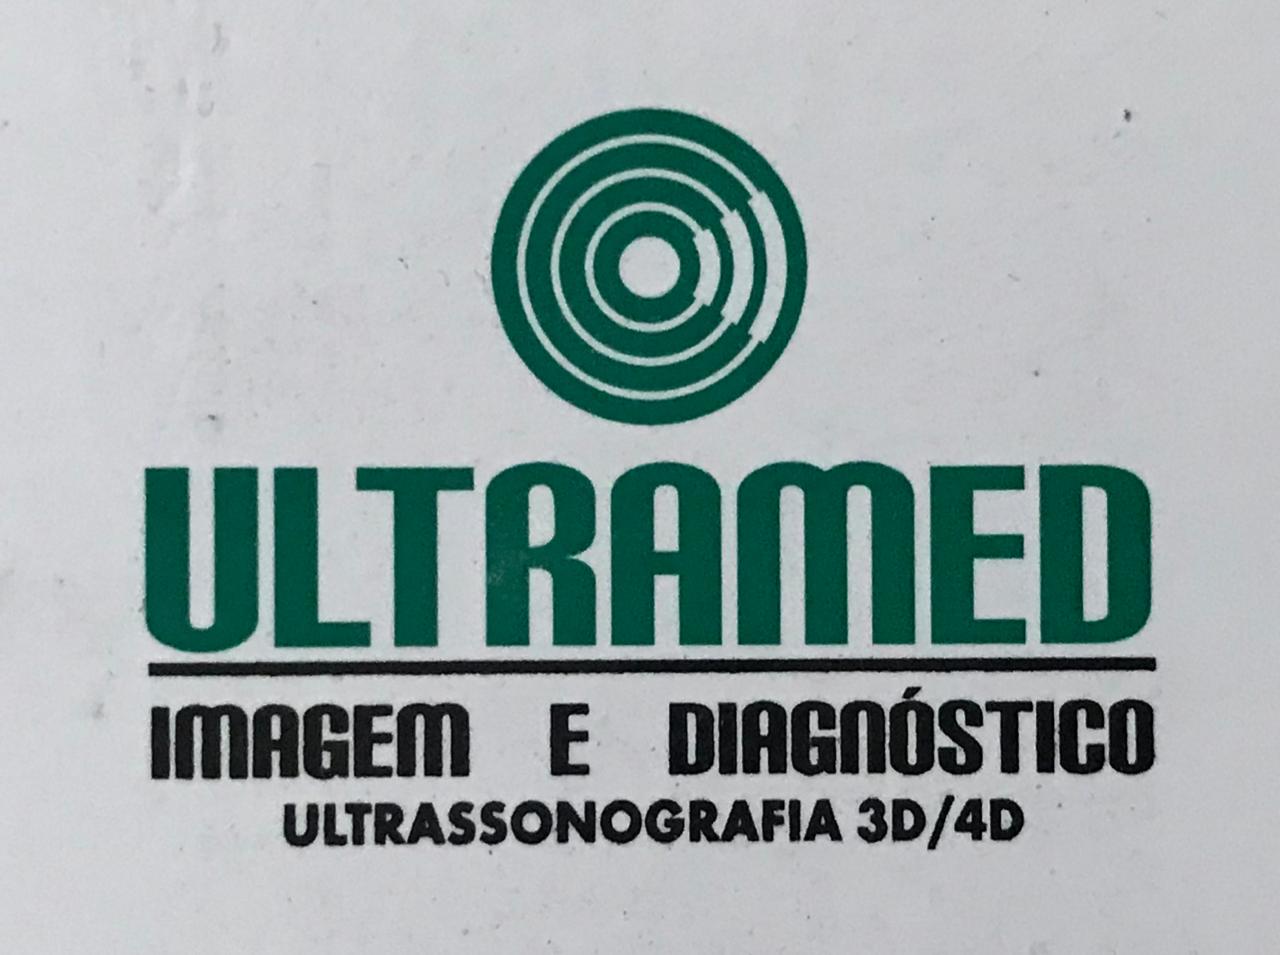 ULTRAMED
IMAGEM E DIAGNÓSTICO
ULTRASSONOGRAFIA 3D/4D